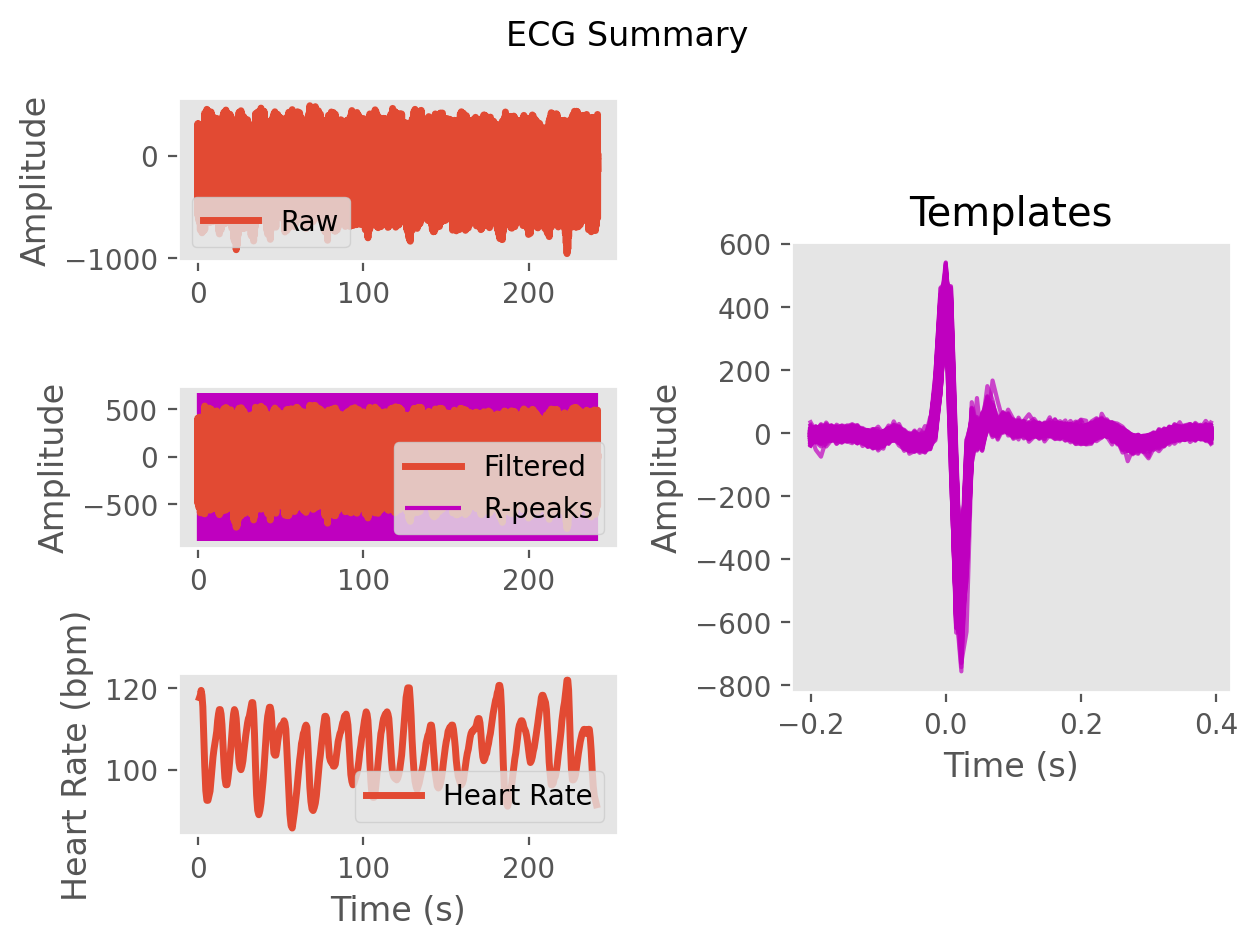 ECG Summary
Amplitude
0
−1000
Raw
0 100 200
Amplitude
500
0
−500
Filtered
R-peaks
0 100 200
Heart Rate (bpm)
120
100
Heart Rate
0 100 200
Time (s)
Templates
Amplitude
600
400
200
0
−200
−400
−600
−800
−0.2 0.0 0.2 0.4
Time (s)